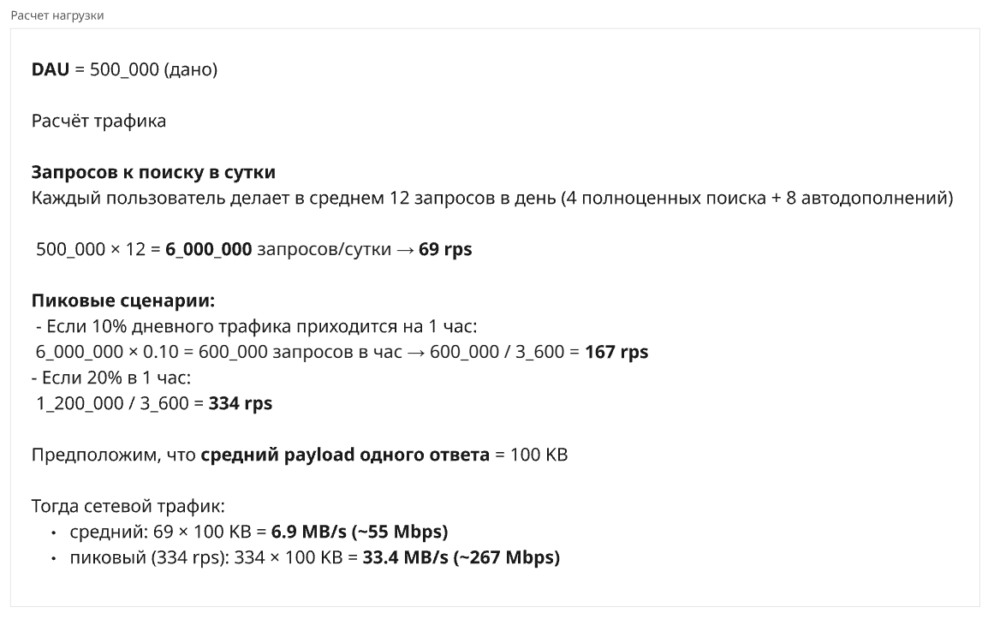 Расчет нагрузки
DAU = 500_000 (дано)
Расчёт трафика
Запросов к поиску в сутки
Каждый пользователь делает в среднем 12 запросов в день (4 полноценных поиска + 8 автодополнений)
500_000 × 12 = 6_000_000 запросов/сутки → 69 rps
Пиковые сценарии:
- Если 10% дневного трафика приходится на 1 час:
6_000_000 × 0.10 = 600_000 запросов в час → 600_000 / 3_600 = 167 rps
- Если 20% в 1 час:
1_200_000 / 3_600 = 334 rps
Предположим, что средний payload одного ответа = 100 KB
Тогда сетевой трафик:
• средний: 69 × 100 KB = 6.9 MB/s (~55 Mbps)
• пиковый (334 rps): 334 × 100 KB = 33.4 MB/s (~267 Mbps)